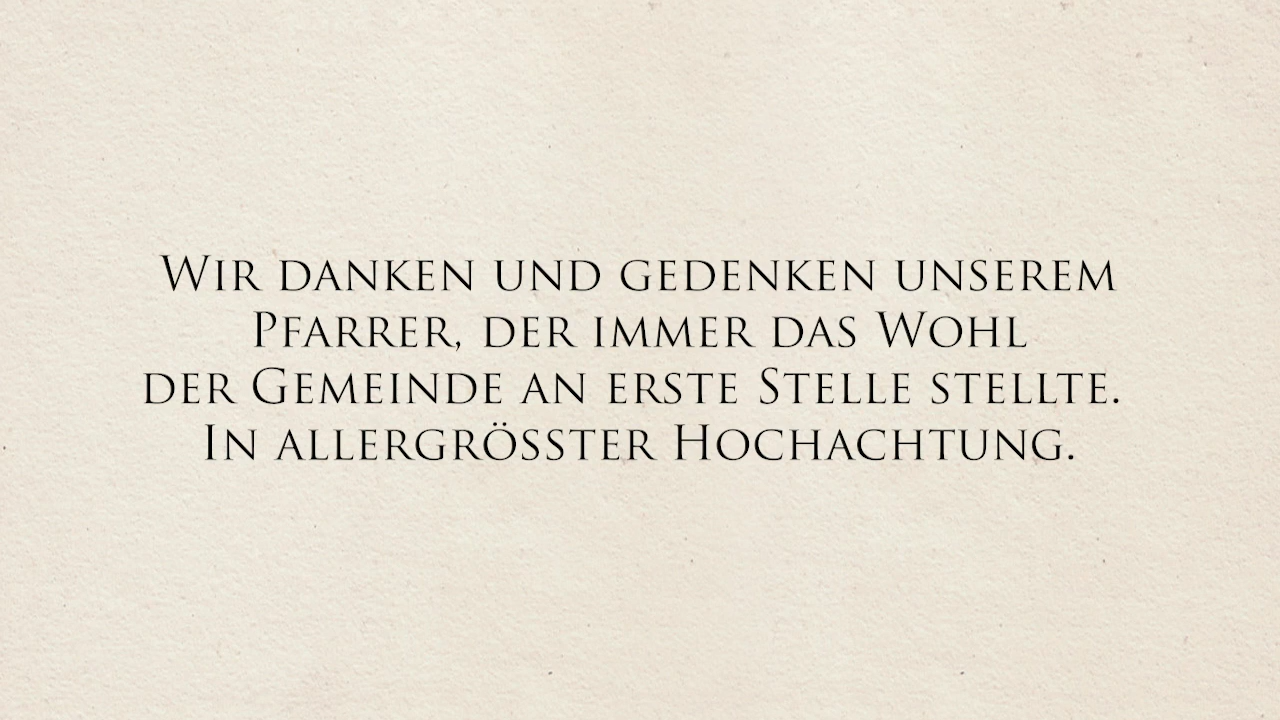 Wir danken und gedenken unserem
Pfarrer, der immer das Wohl
der Gemeinde an erste Stelle stellte.
In allergrösster Hochachtung.